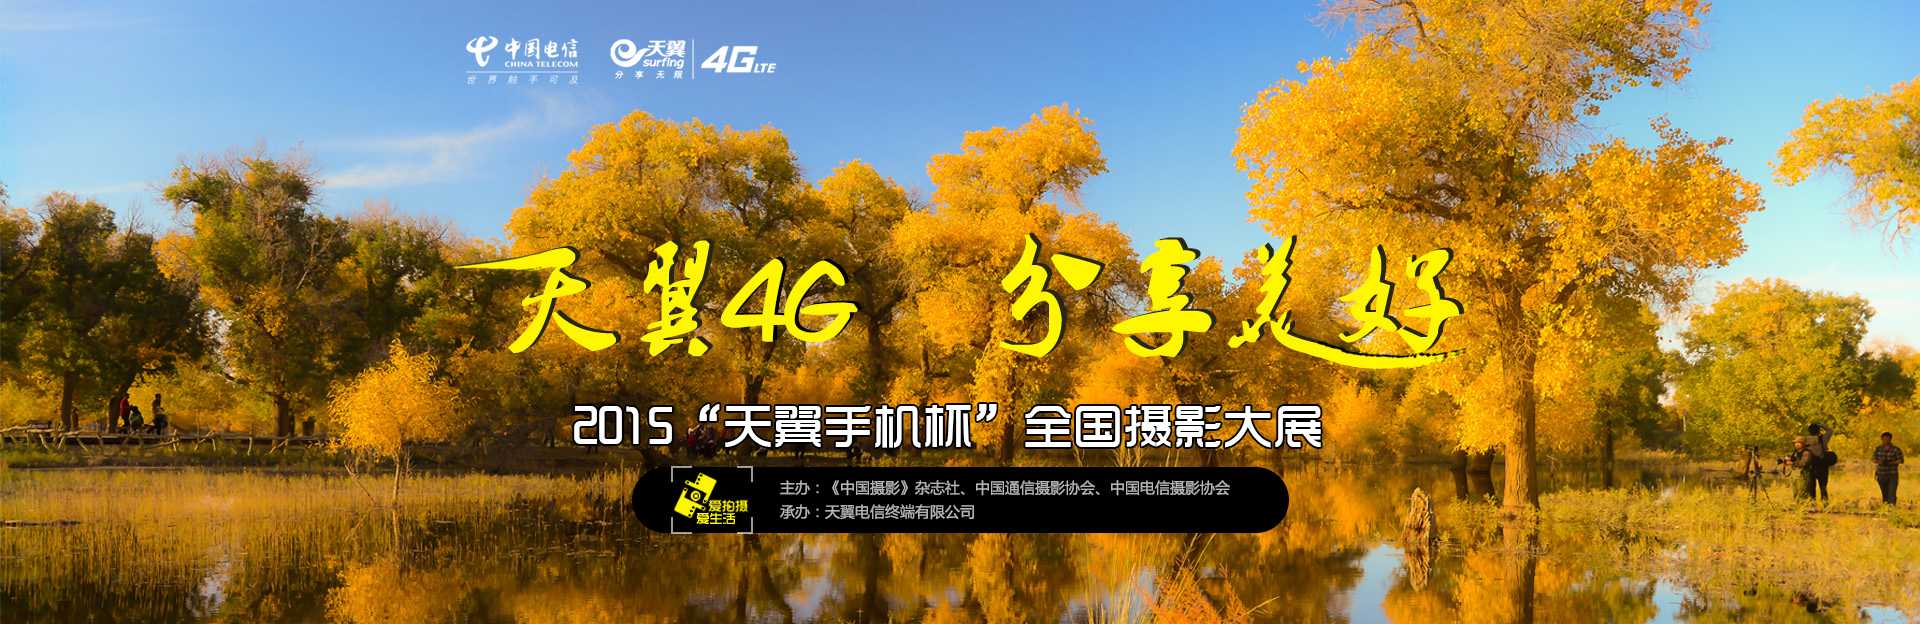 中国电信
CHINA TELECOM
世界触手可及
天翼
surfing
分享无限
4G LTE
天翼4G 分享美好
2015“天翼手机杯”全国摄影大展
爱拍摄
爱生活
主办：《中国摄影》杂志社、中国通信摄影协会、中国电信摄影协会
承办：天翼电信终端有限公司